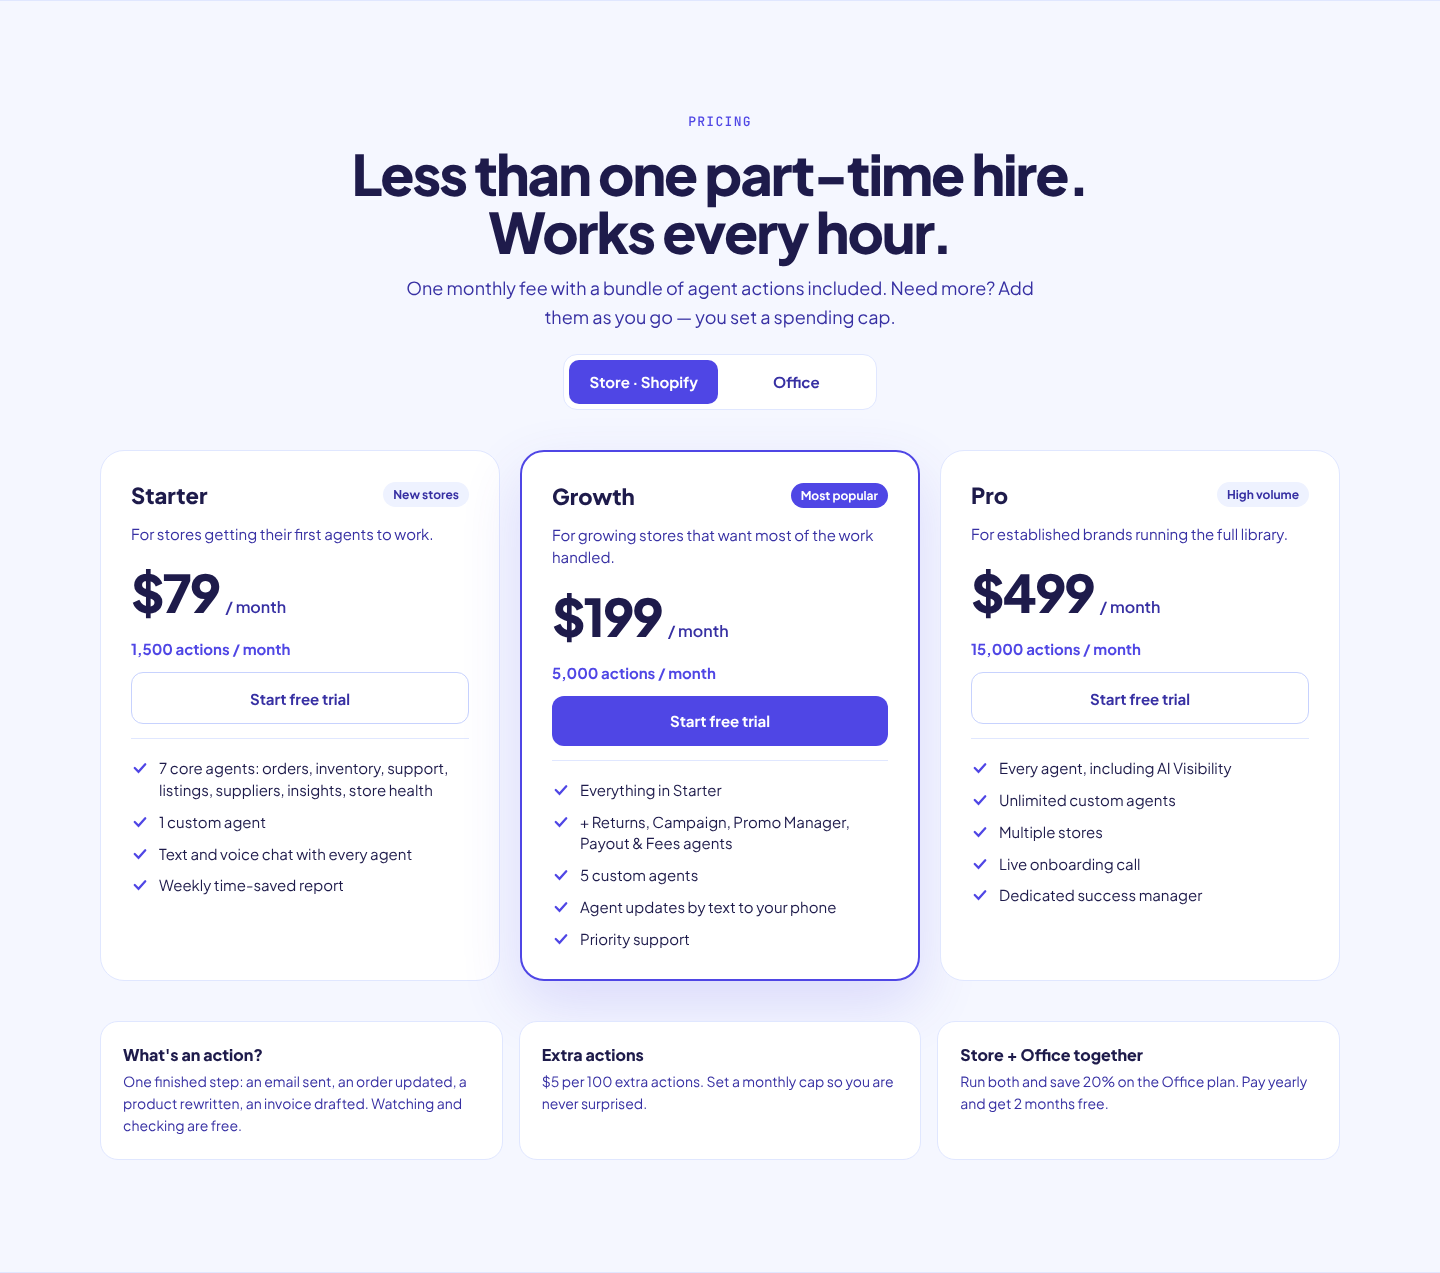 PRICING
Less than one part-time hire.
Works every hour.
One monthly fee with a bundle of agent actions included. Need more? Add
them as you go — you set a spending cap.
Store · Shopify
Office
Starter
New stores
For stores getting their first agents to work.
$79 / month
1,500 actions / month
Start free trial
7 core agents: orders, inventory, support,
listings, suppliers, insights, store health
1 custom agent
Text and voice chat with every agent
Weekly time-saved report
Growth
Most popular
For growing stores that want most of the work
handled.
$199 / month
5,000 actions / month
Start free trial
Everything in Starter
+ Returns, Campaign, Promo Manager,
Payout & Fees agents
5 custom agents
Agent updates by text to your phone
Priority support
Pro
High volume
For established brands running the full library.
$499 / month
15,000 actions / month
Start free trial
Every agent, including AI Visibility
Unlimited custom agents
Multiple stores
Live onboarding call
Dedicated success manager
What's an action?
One finished step: an email sent, an order updated, a
product rewritten, an invoice drafted. Watching and
checking are free.
Extra actions
$5 per 100 extra actions. Set a monthly cap so you are
never surprised.
Store + Office together
Run both and save 20% on the Office plan. Pay yearly
and get 2 months free.